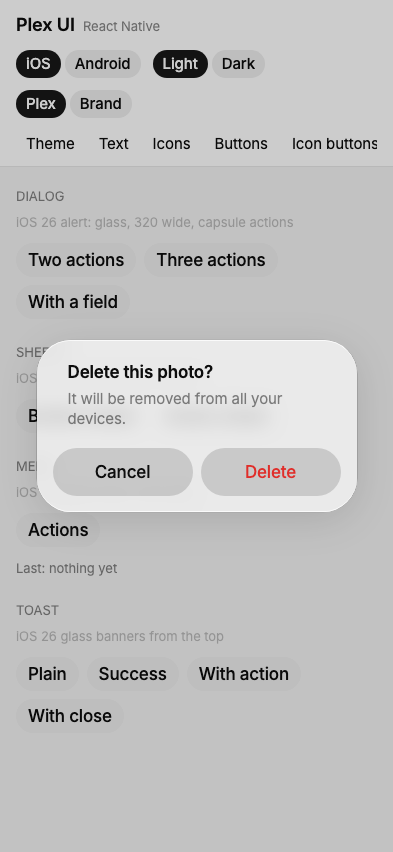 Plex UI React Native
iOS Android Light Dark
Plex Brand
Theme Text Icons Buttons Icon buttons
DIALOG
iOS 26 alert: glass, 320 wide, capsule actions
Two actions Three actions
With a field
Delete this photo?
It will be removed from all your
devices.
Cancel Delete
Actions
Last: nothing yet
TOAST
iOS 26 glass banners from the top
Plain Success With action
With close